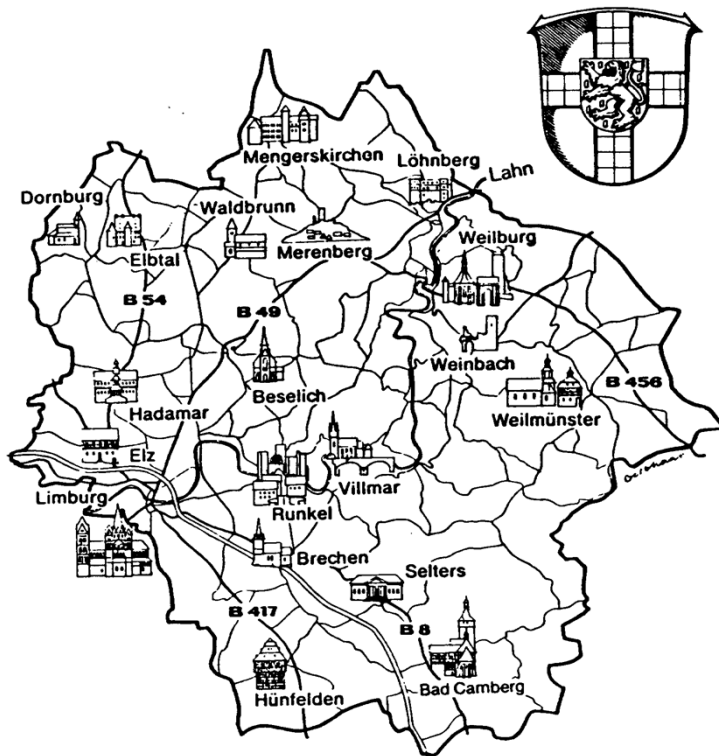 Mengerskirchen
Löhnberg
Lahn
Dornburg
Waldbrunn
Elbtal
Merenberg
Weilburg
B 54
B 49
Weinbach
Beselich
B 456
Hadamar
Weilmünster
Elz
Limburg
Villmar
Runkel
Brechen
Selters
B 417
B 8
Hünfelden
Bad Camberg